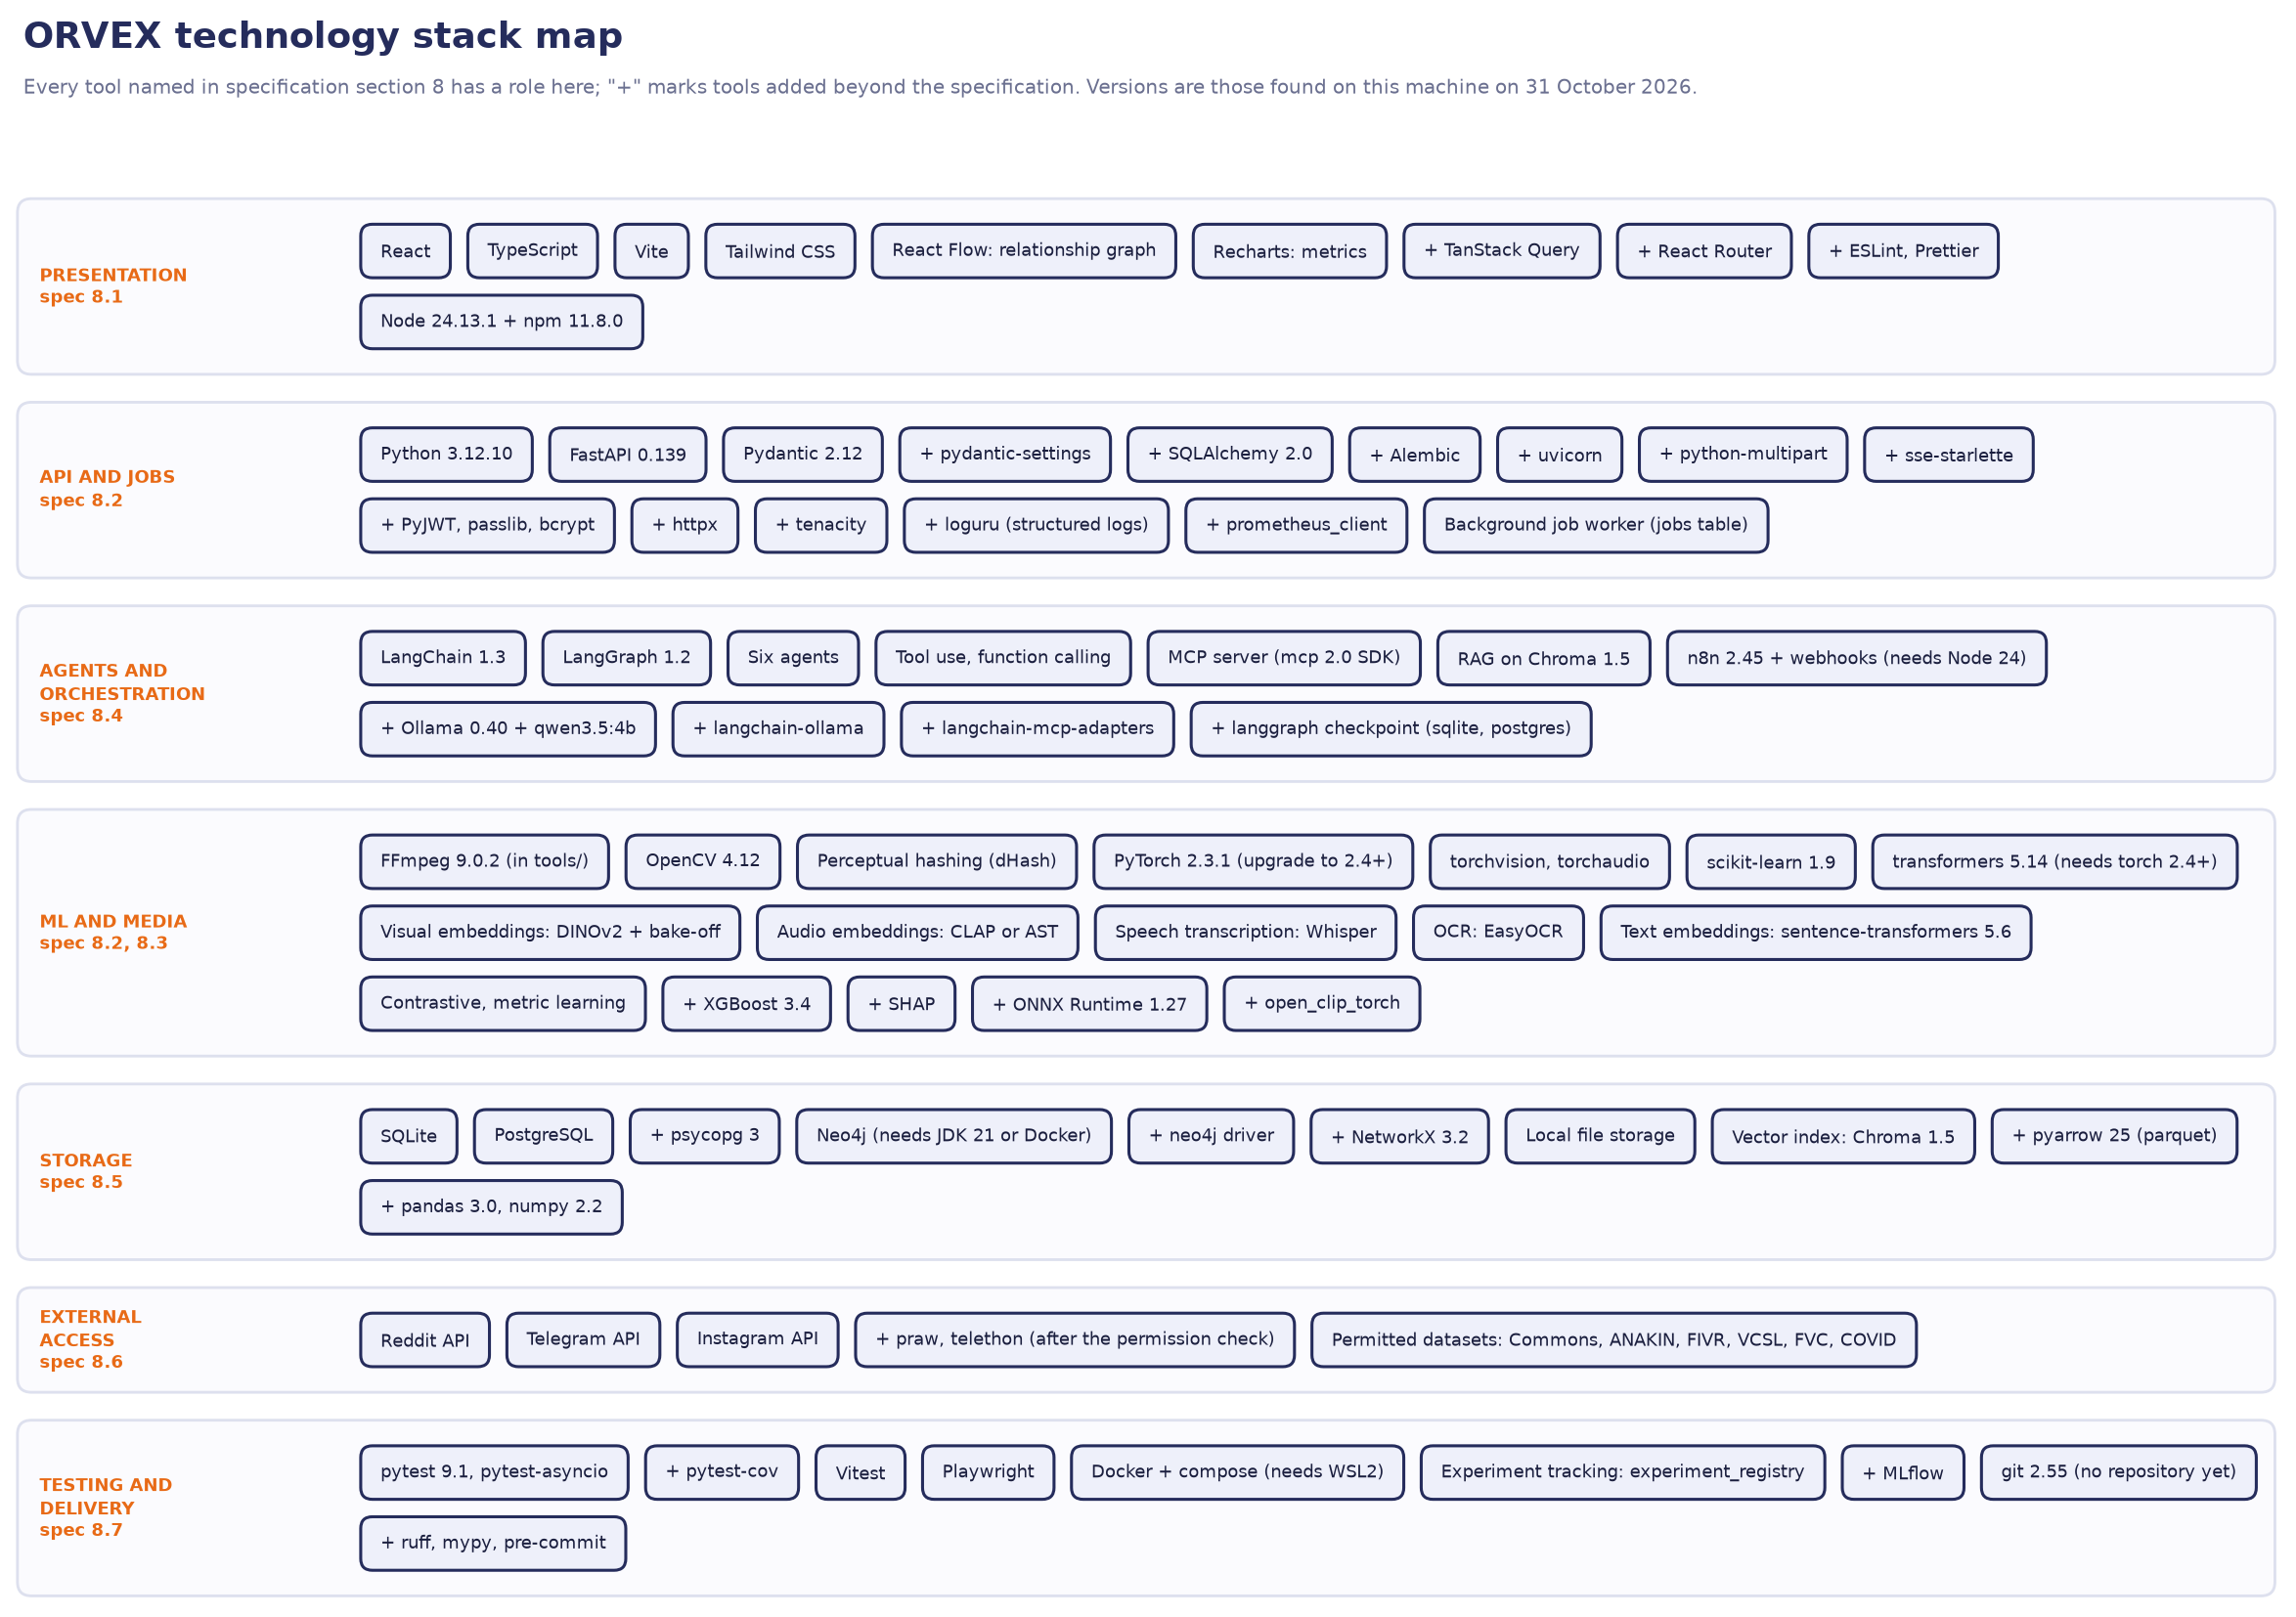 ORVEX technology stack map
Every tool named in specification section 8 has a role here; "+" marks tools added beyond the specification. Versions are those found on this machine on 31 October 2026.
PRESENTATION
spec 8.1
React
TypeScript
Vite
Tailwind CSS
React Flow: relationship graph
Recharts: metrics
+ TanStack Query
+ React Router
+ ESLint, Prettier
Node 24.13.1 + npm 11.8.0
API AND JOBS
spec 8.2
Python 3.12.10
FastAPI 0.139
Pydantic 2.12
+ pydantic-settings
+ SQLAlchemy 2.0
+ Alembic
+ uvicorn
+ python-multipart
+ sse-starlette
+ PyJWT, passlib, bcrypt
+ httpx
+ tenacity
+ loguru (structured logs)
+ prometheus_client
Background job worker (jobs table)
AGENTS AND
ORCHESTRATION
spec 8.4
LangChain 1.3
LangGraph 1.2
Six agents
Tool use, function calling
MCP server (mcp 2.0 SDK)
RAG on Chroma 1.5
n8n 2.45 + webhooks (needs Node 24)
+ Ollama 0.40 + qwen3.5:4b
+ langchain-ollama
+ langchain-mcp-adapters
+ langgraph checkpoint (sqlite, postgres)
ML AND MEDIA
spec 8.2, 8.3
FFmpeg 9.0.2 (in tools/)
OpenCV 4.12
Perceptual hashing (dHash)
PyTorch 2.3.1 (upgrade to 2.4+)
torchvision, torchaudio
scikit-learn 1.9
transformers 5.14 (needs torch 2.4+)
Visual embeddings: DINOv2 + bake-off
Audio embeddings: CLAP or AST
Speech transcription: Whisper
OCR: EasyOCR
Text embeddings: sentence-transformers 5.6
Contrastive, metric learning
+ XGBoost 3.4
+ SHAP
+ ONNX Runtime 1.27
+ open_clip_torch
STORAGE
spec 8.5
SQLite
PostgreSQL
+ psycopg 3
Neo4j (needs JDK 21 or Docker)
+ neo4j driver
+ NetworkX 3.2
Local file storage
Vector index: Chroma 1.5
+ pyarrow 25 (parquet)
+ pandas 3.0, numpy 2.2
EXTERNAL
ACCESS
spec 8.6
Reddit API
Telegram API
Instagram API
+ praw, telethon (after the permission check)
Permitted datasets: Commons, ANAKIN, FIVR, VCSL, FVC, COVID
TESTING AND
DELIVERY
spec 8.7
pytest 9.1, pytest-asyncio
+ pytest-cov
Vitest
Playwright
Docker + compose (needs WSL2)
Experiment tracking: experiment_registry
+ MLflow
git 2.55 (no repository yet)
+ ruff, mypy, pre-commit